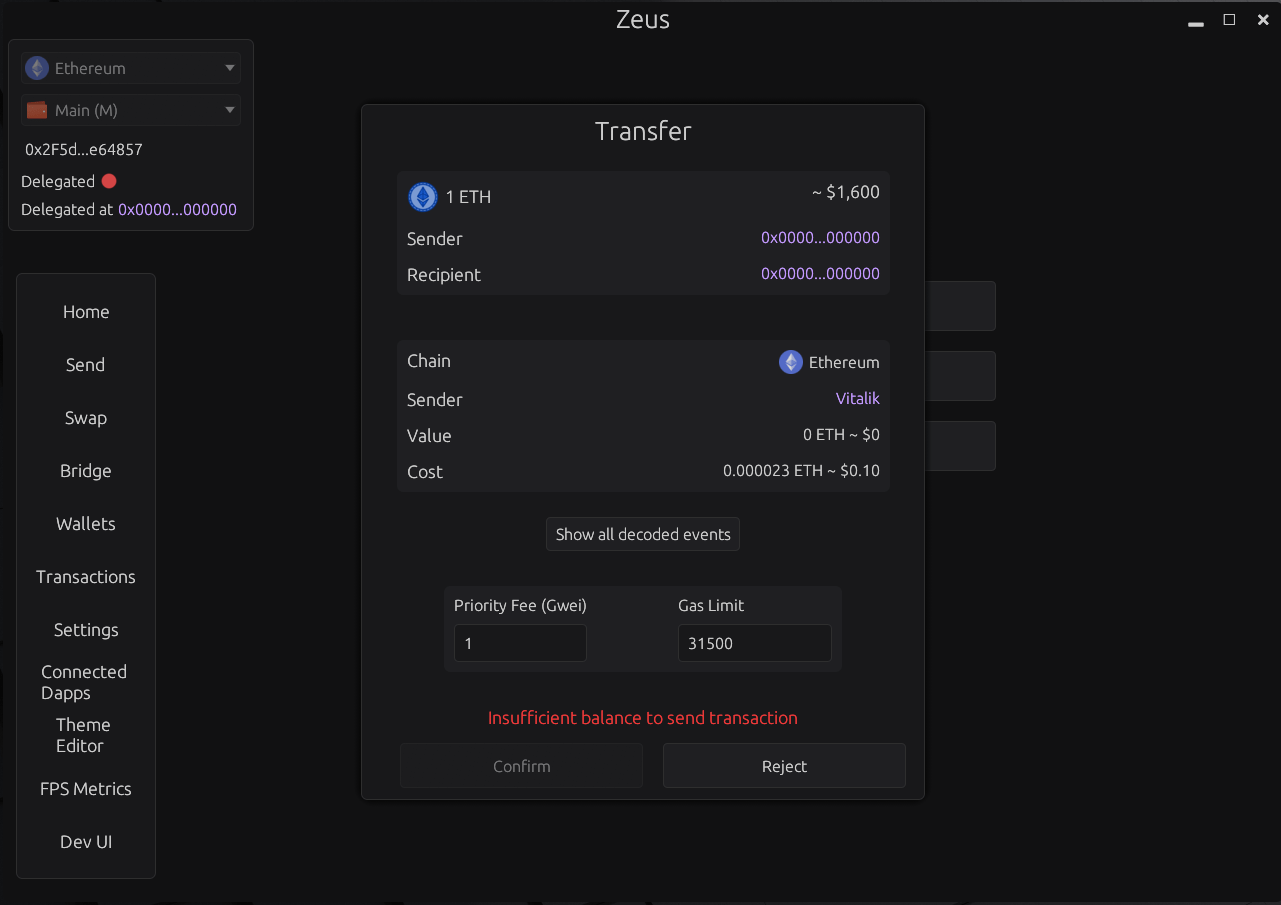 Zeus
Ethereum
Main (M)
0x2F5d...e64857
Delegated
Delegated at 0x0000...000000
Home
Send
Swap
Bridge
Wallets
Transactions
Settings
Connected
Dapps
Theme
Editor
FPS Metrics
Dev UI
Transfer
1 ETH ~ $1,600
Sender 0x0000...000000
Recipient 0x0000...000000
Chain Ethereum
Sender Vitalik
Value 0 ETH ~ $0
Cost 0.000023 ETH ~ $0.10
Show all decoded events
Priority Fee (Gwei) Gas Limit
1 31500
Insufficient balance to send transaction
Confirm Reject